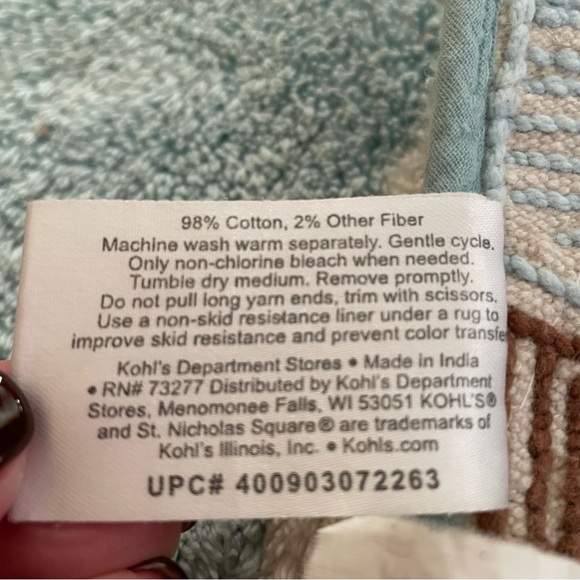 98% Cotton, 2% Other Fiber
Machine wash warm separately. Gentle cycle.
Only non-chlorine bleach when needed.
Tumble dry medium. Remove promptly.
Do not pull long yarn ends, trim with scissors.
Use a non-skid resistance liner under a rug to
improve skid resistance and prevent color transfe
Kohl's Department Stores • Made in India
• RN# 73277 Distributed by Kohl's Department
Stores, Menomonee Falls, WI 53051 KOHL'S®
and St. Nicholas Square® are trademarks of
Kohl's Illinois, Inc. • Kohls.com
UPC# 400903072263